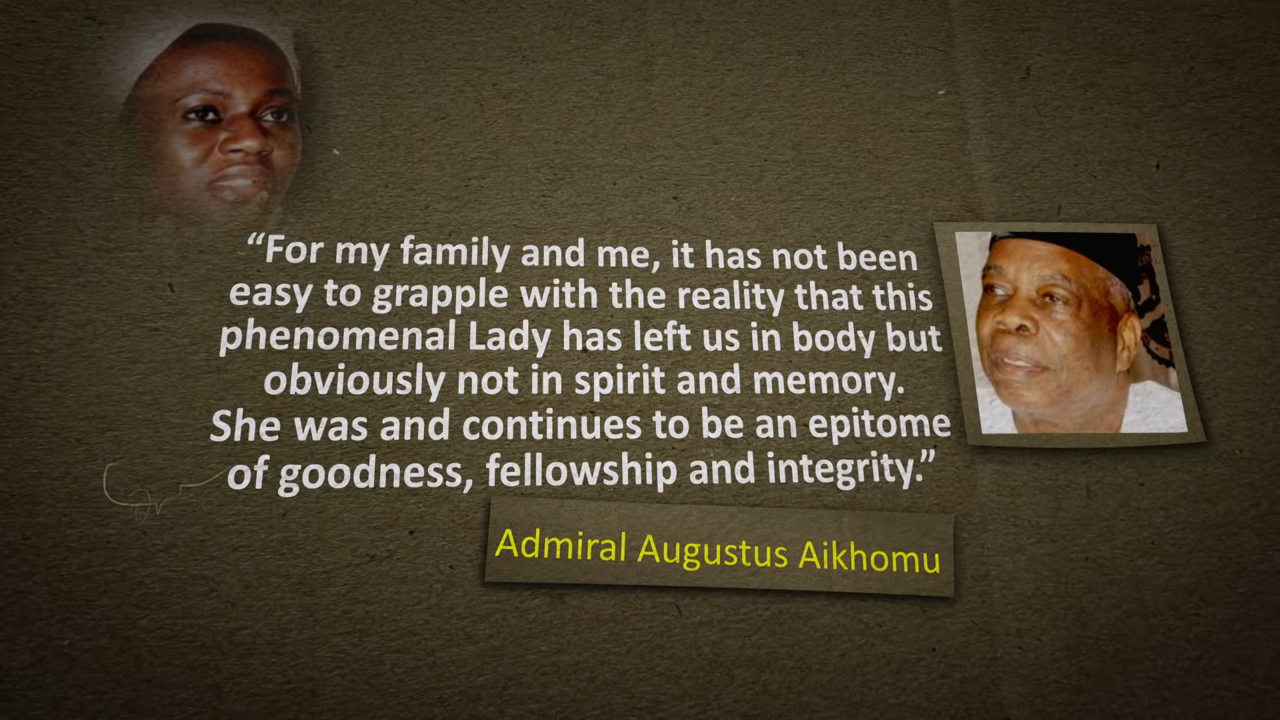 “For my family and me, it has not been
easy to grapple with the reality that this
phenomenal Lady has left us in body but
obviously not in spirit and memory.
She was and continues to be an epitome
of goodness, fellowship and integrity.”
Admiral Augustus Aikhomu